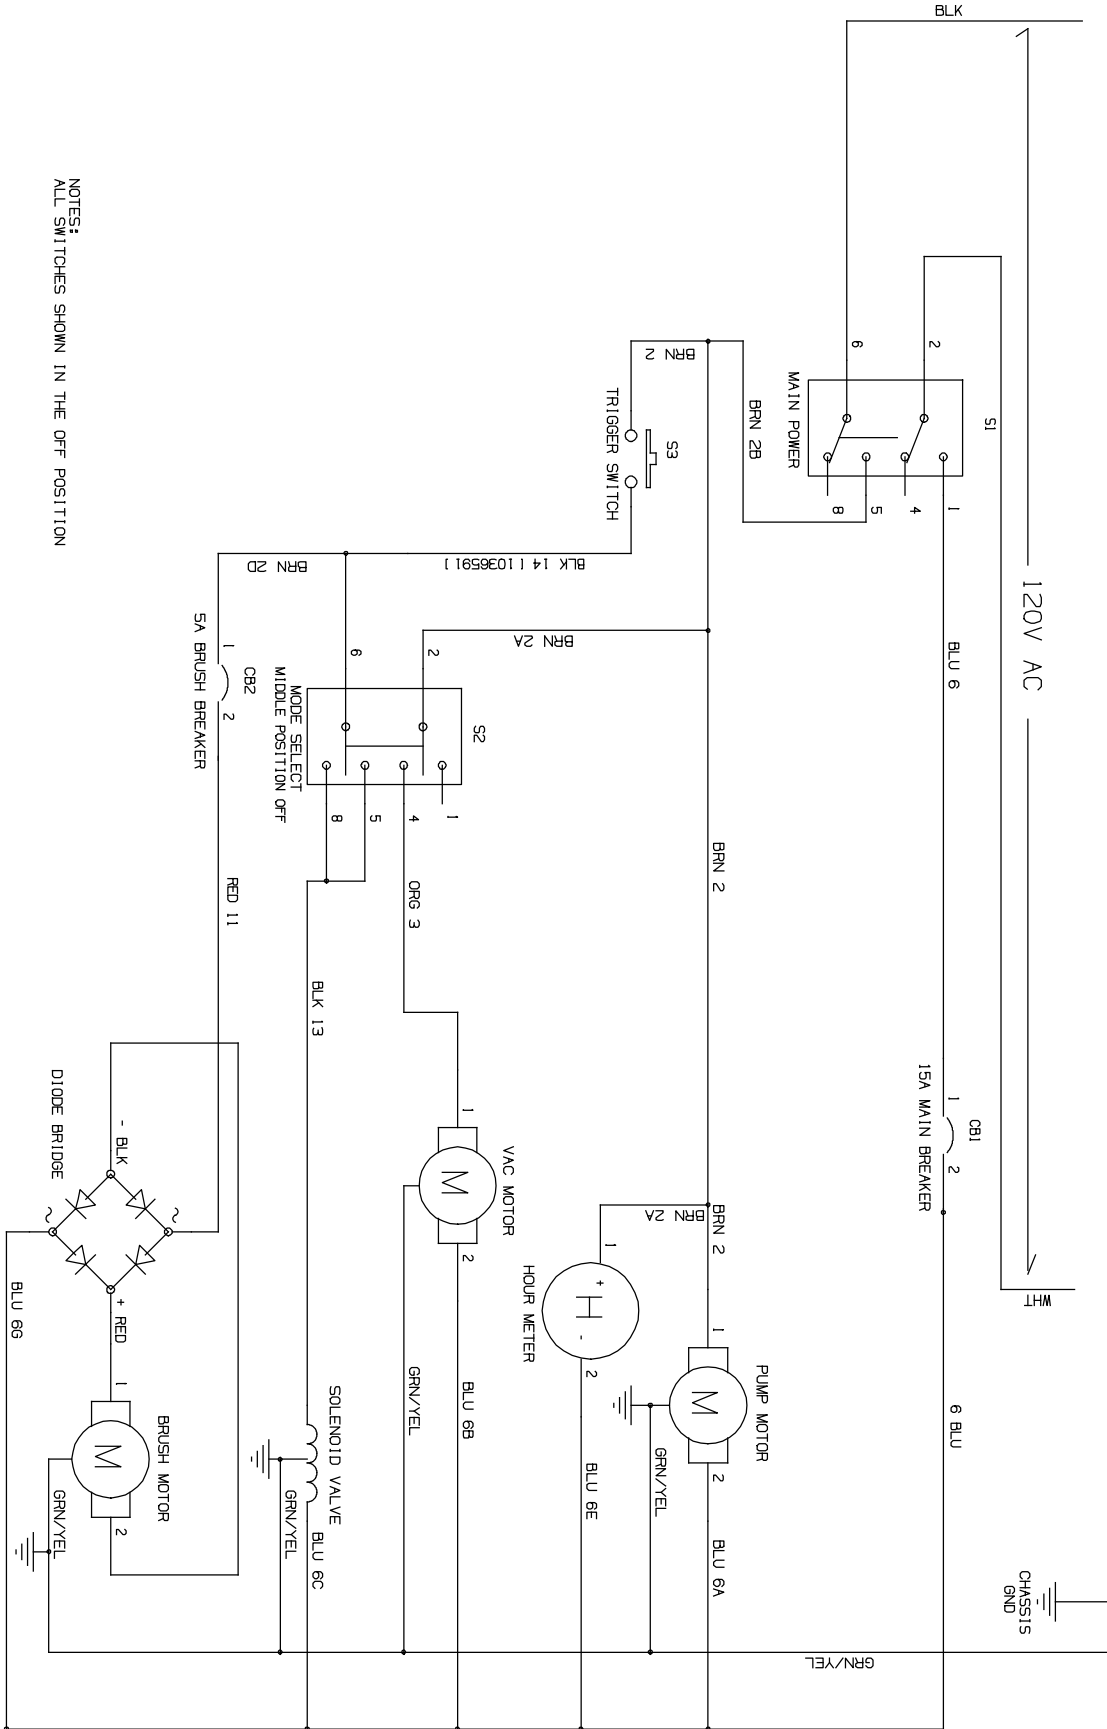 BLK
120V AC
WHT
CHASSIS
GND
S1
2
6
MAIN POWER
1
4
5
8
BLU 6
1
CB1
2
15A MAIN BREAKER
6 BLU
GRN/YEL
BRN 2B
BRN 2
S3
TRIGGER SWITCH
BRN 2
BRN 2
1
PUMP MOTOR
M
2
GRN/YEL
BLU 6A
BRN 2A
1
+
H
-
2
HOUR METER
BLU 6E
BLK 14 [1036591]
BRN 2D
BRN 2A
2
6
S2
MODE SELECT
MIDDLE POSITION OFF
1
4
5
8
ORG 3
1
VAC MOTOR
M
2
GRN/YEL
BLU 6B
BLK 13
SOLENOID VALVE
GRN/YEL
BLU 6C
1
CB2
2
5A BRUSH BREAKER
RED 11
- BLK
DIODE BRIDGE
~
~
+ RED
BLU 6G
1
BRUSH MOTOR
M
2
GRN/YEL
NOTES:
ALL SWITCHES SHOWN IN THE OFF POSITION